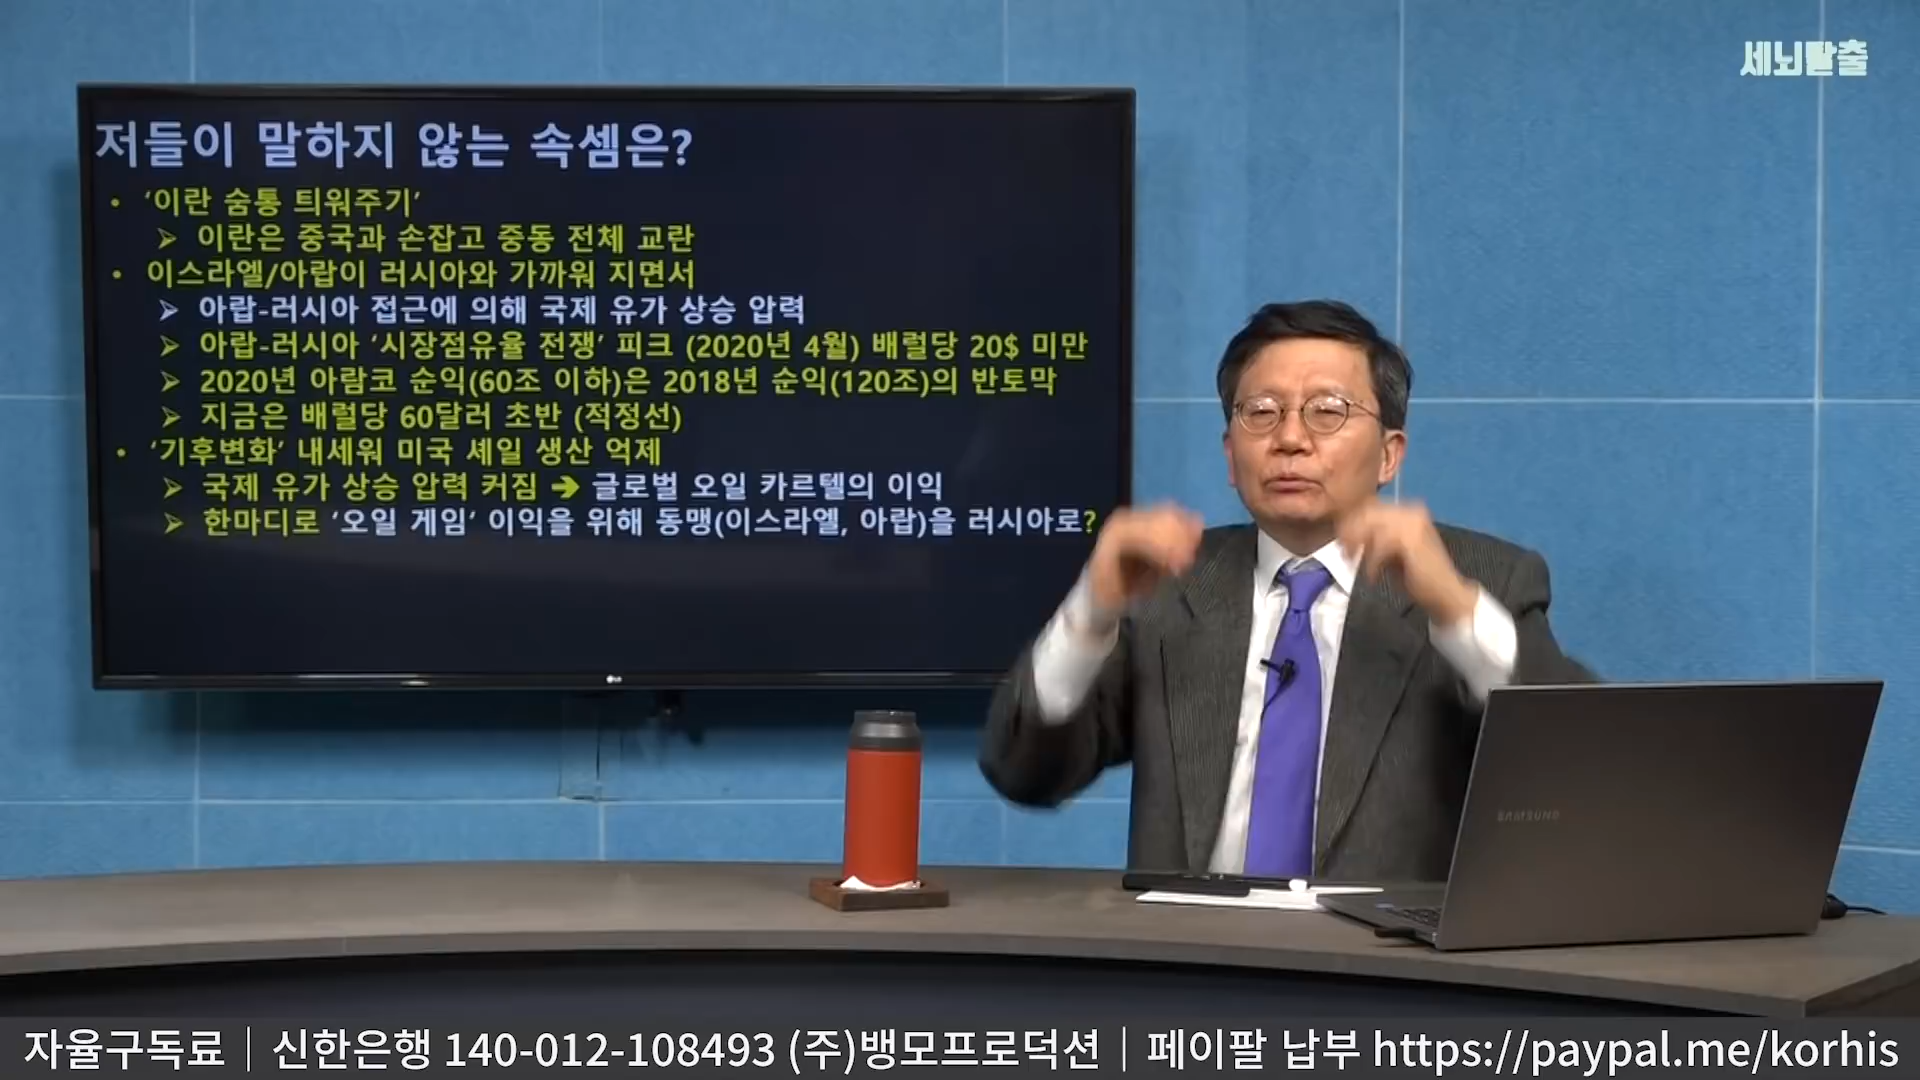 세뇌탈출
저들이 말하지 않는 속셈은?
• ‘이란 숨통 틔워주기’
➢ 이란은 중국과 손잡고 중동 전체 교란
• 이스라엘/아랍이 러시아와 가까워 지면서
➢ 아랍-러시아 접근에 의해 국제 유가 상승 압력
➢ 아랍-러시아 ‘시장점유율 전쟁’ 피크 (2020년 4월) 배럴당 20$ 미만
➢ 2020년 아람코 순익(60조 이하)은 2018년 순익(120조)의 반토막
➢ 지금은 배럴당 60달러 초반 (적정선)
• ‘기후변화’ 내세워 미국 셰일 생산 억제
➢ 국제 유가 상승 압력 커짐 ➔ 글로벌 오일 카르텔의 이익
➢ 한마디로 ‘오일 게임’ 이익을 위해 동맹(이스라엘, 아랍)을 러시아로?
LG
SAMSUNG
자율구독료│신한은행 140-012-108493 (주)뱅모프로덕션│페이팔 납부 https://paypal.me/korhis